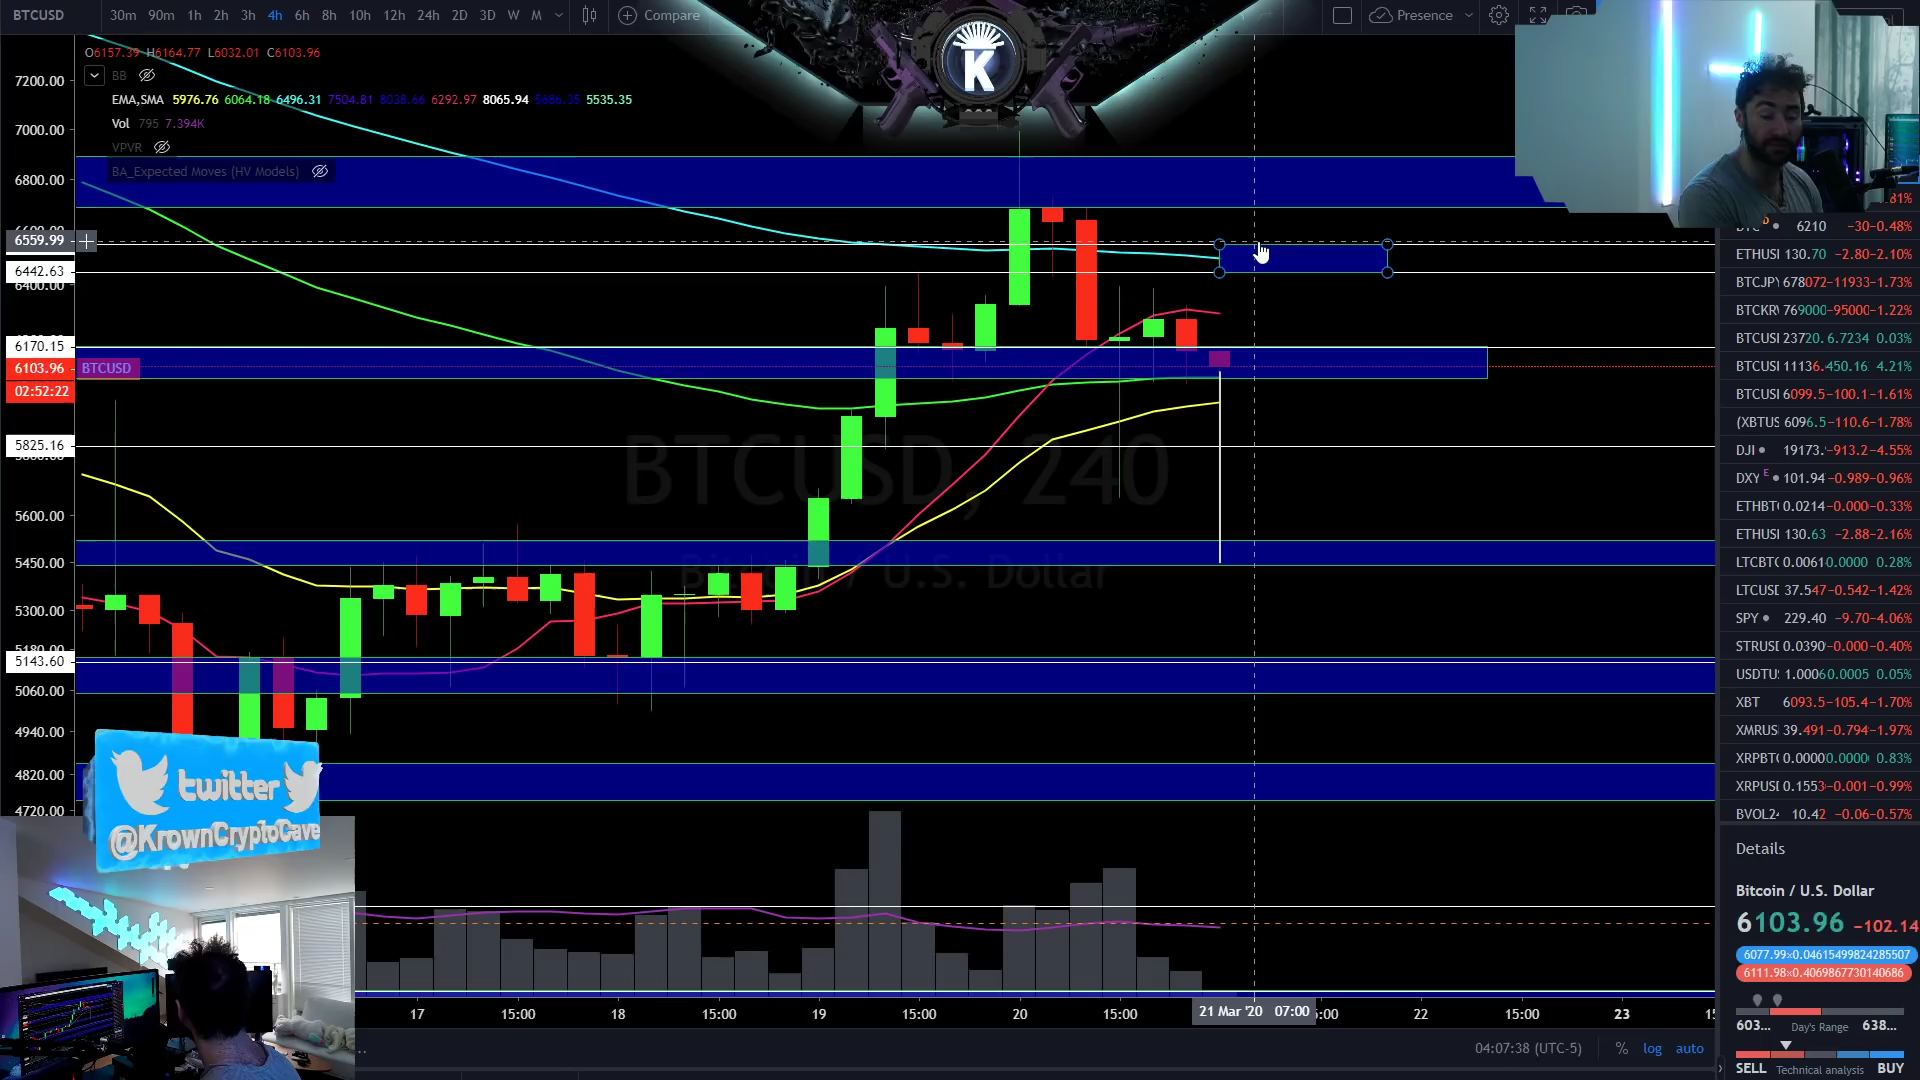 BTCUSD 30m 90m 1h 2h 3h 4h 6h 8h 10h 12h 24h 2D 3D W M Compare Presence
O6157.39 H6164.77 L6032.01 C6103.96
BB
EMA,SMA 5976.76 6064.18 6496.31 7504.81 8038.66 6292.97 8065.94 5686.35 5535.35
Vol 795 7.394K
VPVR
BA_Expected Moves (HV Models)
K
7200.00
7000.00
6800.00
6559.99
6442.63
6400.00
6170.15
6103.96 BTCUSD
02:52:22
5825.16
5600.00
5450.00
5300.00
5143.60
5060.00
4940.00
4820.00
4720.00
BTCUSD, 240
Bitcoin / U.S. Dollar
twitter
@KrownCryptoCave
17 15:00 18 15:00 19 15:00 20 15:00 21 Mar '20 07:00 22 15:00 23
04:07:38 (UTC-5) % log auto
6210 -30 -0.48%
ETHUSI 130.70 -2.80 -2.10%
BTCJP 678072 -11933 -1.73%
BTCKR 769000 -95000 -1.22%
BTCUSI 23720. 6.7234 0.03%
BTCUSI 11136. 450.16 4.21%
BTCUSI 6099.5 -100.1 -1.61%
(XBTUS 6096.5 -110.6 -1.78%
DJI 19173. -913.2 -4.55%
DXY E 101.94 -0.989 -0.96%
ETHBT 0.0214 -0.000 -0.33%
ETHUSI 130.63 -2.88 -2.16%
LTCBT 0.0061 0.0000 0.28%
LTCUSD 37.547 -0.542 -1.42%
SPY 229.40 -9.70 -4.06%
STRUSI 0.0390 -0.000 -0.40%
USDTU 1.0006 0.0005 0.05%
XBT 6093.5 -105.4 -1.70%
XMRUS 39.491 -0.794 -1.97%
XRPBT 0.0000 0.0000 0.83%
XRPUSI 0.1553 -0.001 -0.99%
BVOL24 10.42 -0.06 -0.57%
Details
Bitcoin / U.S. Dollar
6103.96 -102.14
6077.99×0.04615499824285507
6111.98×0.4069867730140686
603... Day's Range 638...
SELL Technical analysis BUY